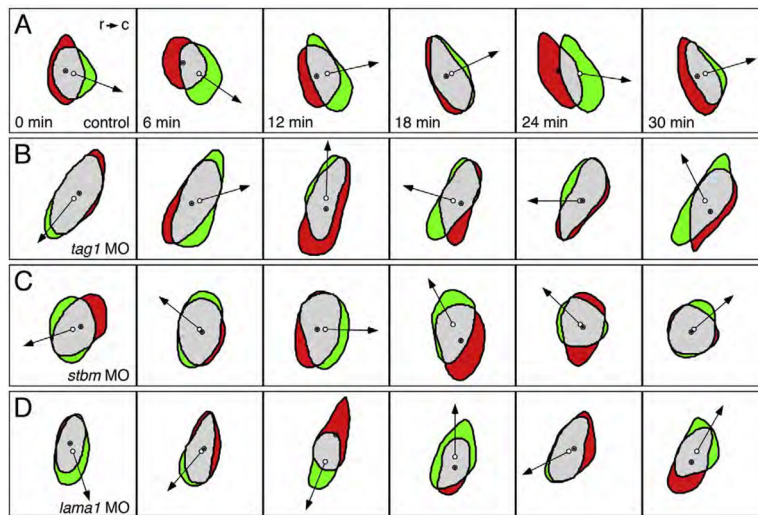 A
r → c
0 min control
6 min
12 min
18 min
24 min
30 min
B
tag1 MO
C
stbm MO
D
lama1 MO